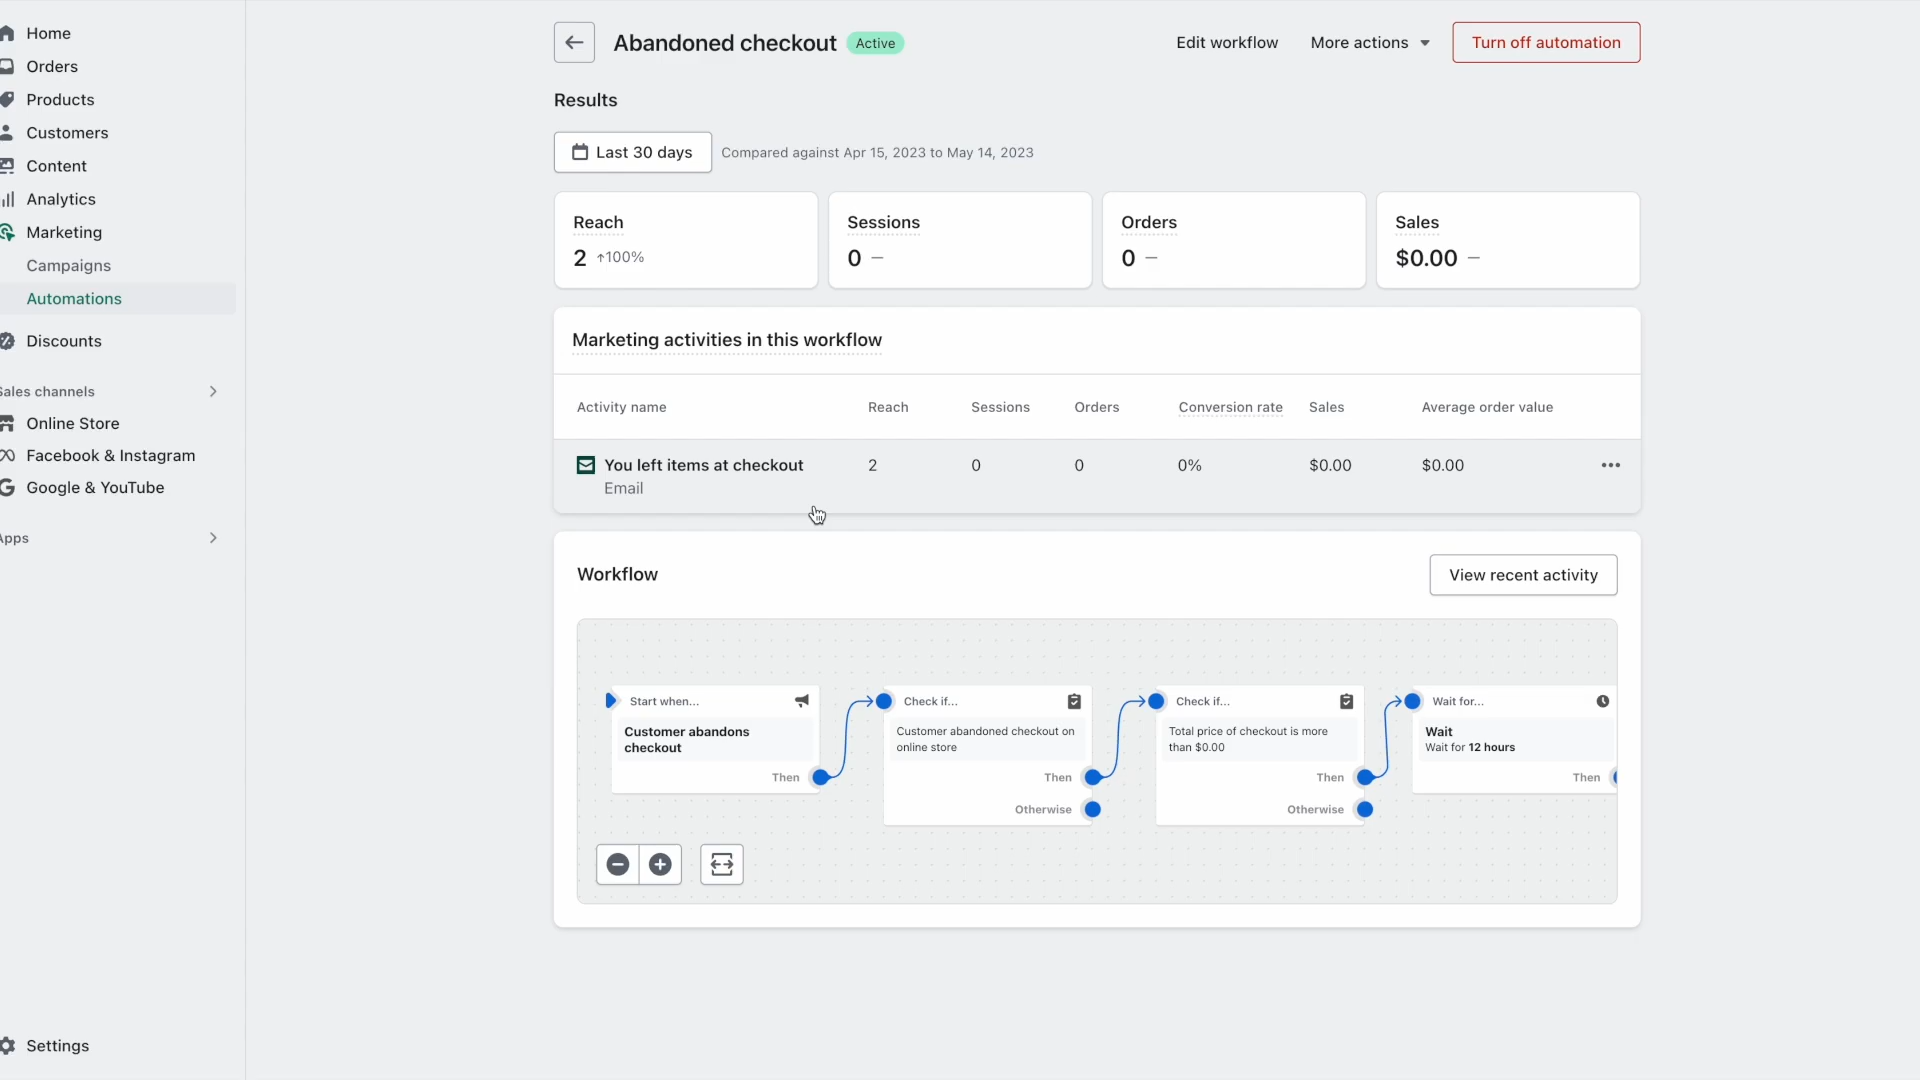 Home
Orders
Products
Customers
Content
Analytics
Marketing
Campaigns
Automations
Discounts
Sales channels
Online Store
Facebook & Instagram
Google & YouTube
Apps
Settings
Abandoned checkout Active
Edit workflow More actions Turn off automation
Results
Last 30 days Compared against Apr 15, 2023 to May 14, 2023
Reach Sessions Orders Sales
2 ↑100% 0 – 0 – $0.00 –
Marketing activities in this workflow
Activity name Reach Sessions Orders Conversion rate Sales Average order value
You left items at checkout 2 0 0 0% $0.00 $0.00
Email
Workflow View recent activity
Start when...
Customer abandons
checkout
Then
Check if...
Customer abandoned checkout on
online store
Then
Otherwise
Check if...
Total price of checkout is more
than $0.00
Then
Otherwise
Wait for...
Wait
Wait for 12 hours
Then